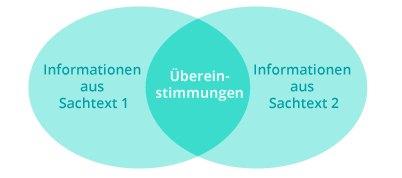 Informationen
aus
Sachtext 1
Überein-
stimmungen
Informationen
aus
Sachtext 2